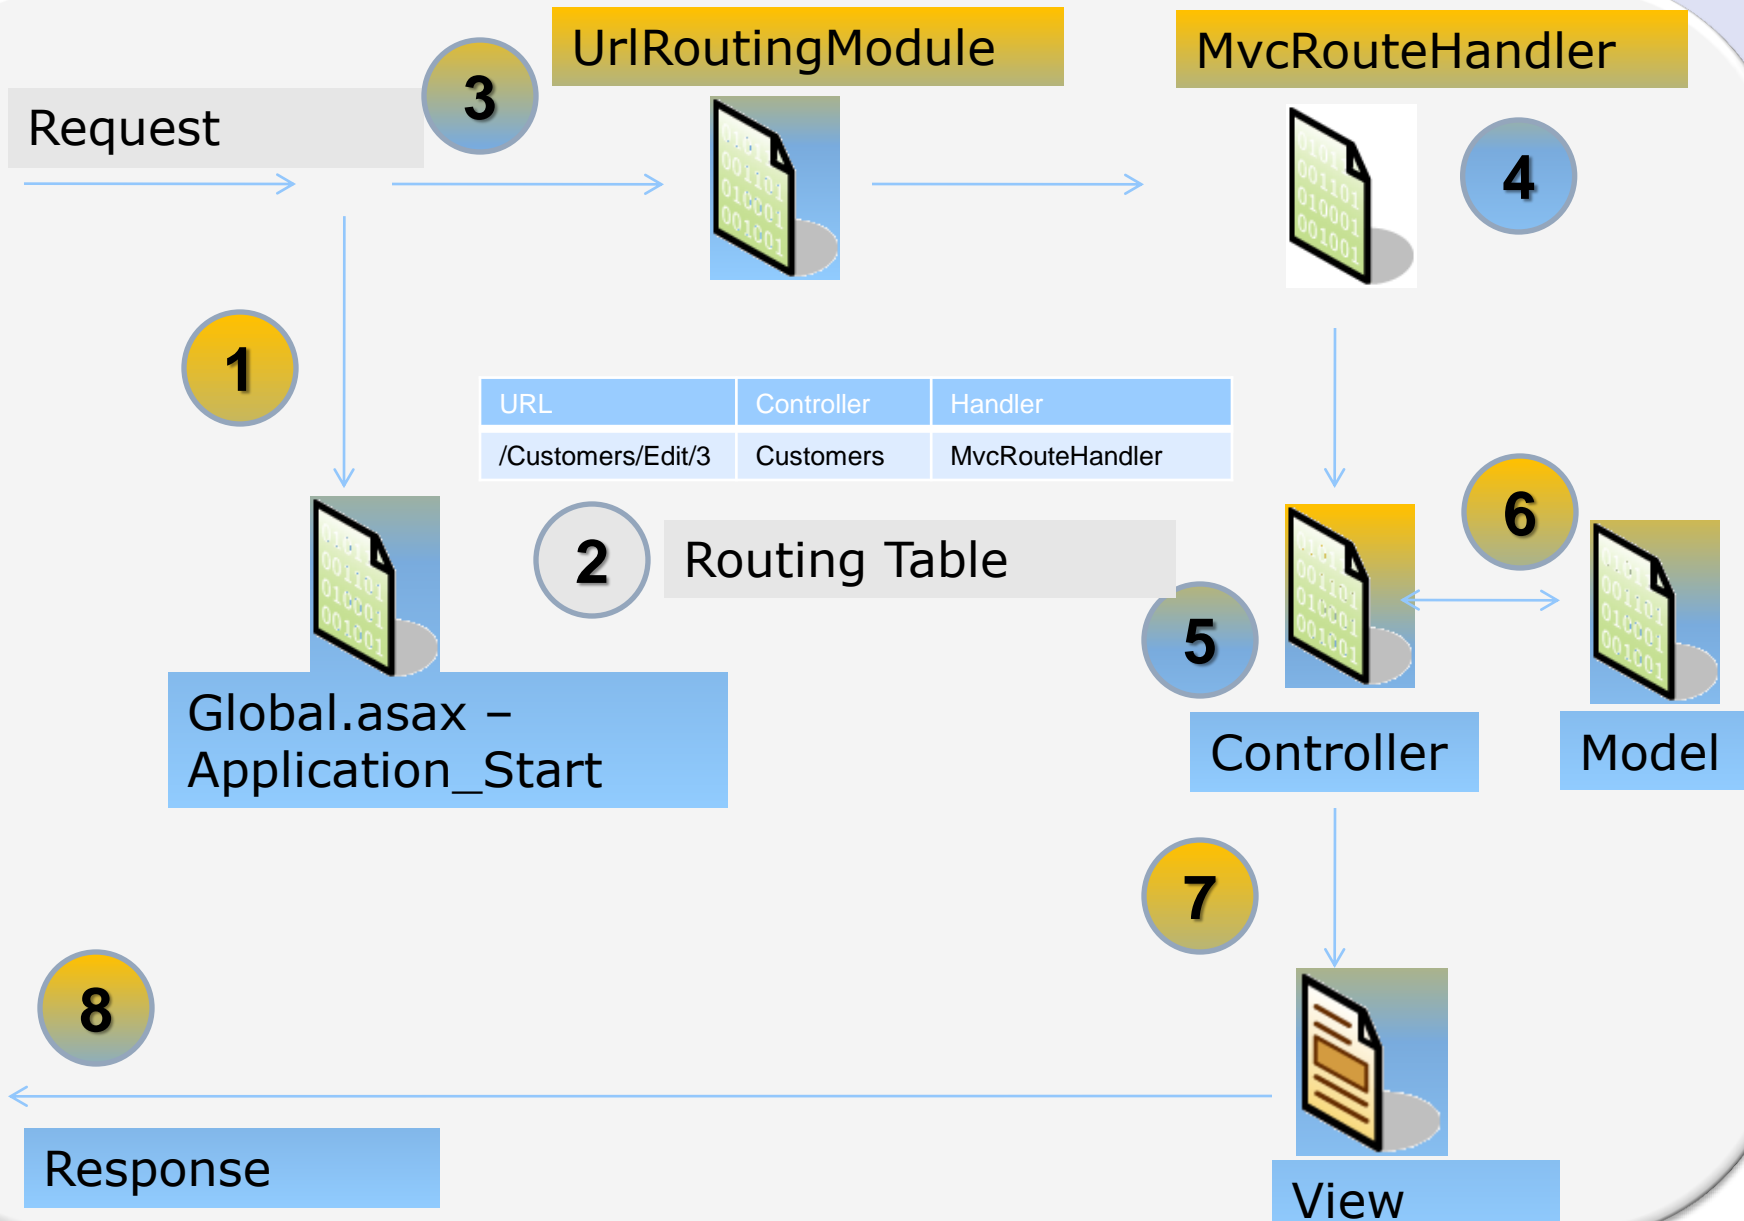 UrlRoutingModule
MvcRouteHandler
3
Request
4
1
URL Controller Handler
/Customers/Edit/3 Customers MvcRouteHandler
6
2
Routing Table
5
Global.asax –
Application_Start
Controller
Model
7
8
Response
View